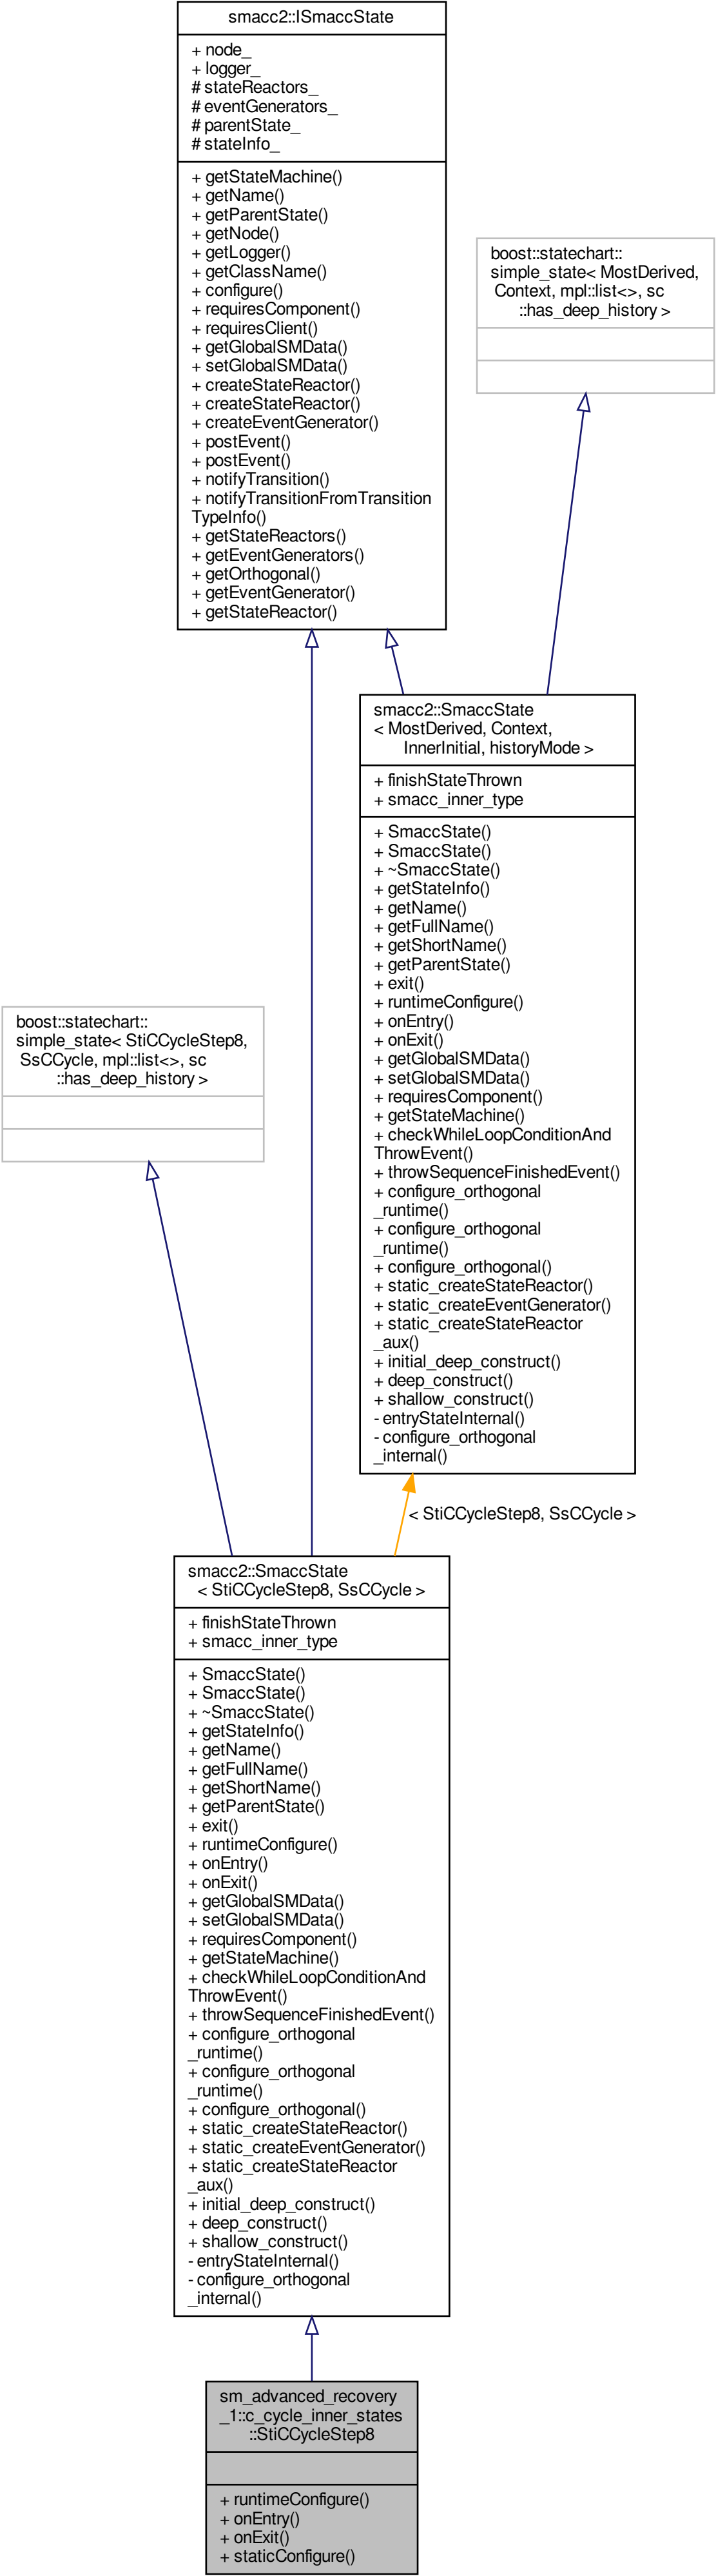 smacc2::ISmaccState
+ node_
+ logger_
# stateReactors_
# eventGenerators_
# parentState_
# stateInfo_
+ getStateMachine()
+ getName()
+ getParentState()
+ getNode()
+ getLogger()
+ getClassName()
+ configure()
+ requiresComponent()
+ requiresClient()
+ getGlobalSMData()
+ setGlobalSMData()
+ createStateReactor()
+ createStateReactor()
+ createEventGenerator()
+ postEvent()
+ postEvent()
+ notifyTransition()
+ notifyTransitionFromTransition
TypeInfo()
+ getStateReactors()
+ getEventGenerators()
+ getOrthogonal()
+ getEventGenerator()
+ getStateReactor()
boost::statechart::
simple_state< MostDerived,
Context, mpl::list<>, sc
::has_deep_history >
smacc2::SmaccState
< MostDerived, Context,
InnerInitial, historyMode >
+ finishStateThrown
+ smacc_inner_type
+ SmaccState()
+ SmaccState()
+ ~SmaccState()
+ getStateInfo()
+ getName()
+ getFullName()
+ getShortName()
+ getParentState()
+ exit()
+ runtimeConfigure()
+ onEntry()
+ onExit()
+ getGlobalSMData()
+ setGlobalSMData()
+ requiresComponent()
+ getStateMachine()
+ checkWhileLoopConditionAnd
ThrowEvent()
+ throwSequenceFinishedEvent()
+ configure_orthogonal
_runtime()
+ configure_orthogonal
_runtime()
+ configure_orthogonal()
+ static_createStateReactor()
+ static_createEventGenerator()
+ static_createStateReactor
_aux()
+ initial_deep_construct()
+ deep_construct()
+ shallow_construct()
- entryStateInternal()
- configure_orthogonal
_internal()
boost::statechart::
simple_state< StiCCycleStep8,
SsCCycle, mpl::list<>, sc
::has_deep_history >
< StiCCycleStep8, SsCCycle >
smacc2::SmaccState
< StiCCycleStep8, SsCCycle >
+ finishStateThrown
+ smacc_inner_type
+ SmaccState()
+ SmaccState()
+ ~SmaccState()
+ getStateInfo()
+ getName()
+ getFullName()
+ getShortName()
+ getParentState()
+ exit()
+ runtimeConfigure()
+ onEntry()
+ onExit()
+ getGlobalSMData()
+ setGlobalSMData()
+ requiresComponent()
+ getStateMachine()
+ checkWhileLoopConditionAnd
ThrowEvent()
+ throwSequenceFinishedEvent()
+ configure_orthogonal
_runtime()
+ configure_orthogonal
_runtime()
+ configure_orthogonal()
+ static_createStateReactor()
+ static_createEventGenerator()
+ static_createStateReactor
_aux()
+ initial_deep_construct()
+ deep_construct()
+ shallow_construct()
- entryStateInternal()
- configure_orthogonal
_internal()
sm_advanced_recovery
_1::c_cycle_inner_states
::StiCCycleStep8
+ runtimeConfigure()
+ onEntry()
+ onExit()
+ staticConfigure()